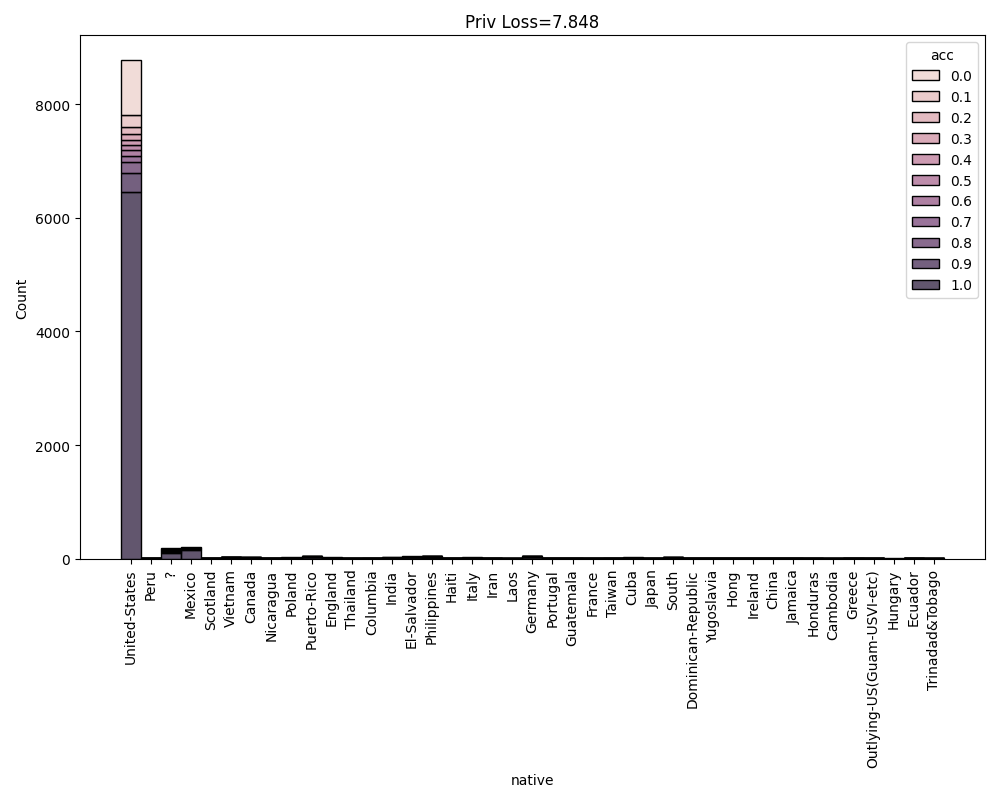 Priv Loss=7.848
acc
0.0
0.1
0.2
0.3
0.4
0.5
0.6
0.7
0.8
0.9
1.0
Count
8000
6000
4000
2000
0
United-States
Peru
?
Mexico
Scotland
Vietnam
Canada
Nicaragua
Poland
Puerto-Rico
England
Thailand
Columbia
India
El-Salvador
Philippines
Haiti
Italy
Iran
Laos
Germany
Portugal
Guatemala
France
Taiwan
Cuba
Japan
South
Dominican-Republic
Yugoslavia
Hong
Ireland
China
Jamaica
Honduras
Cambodia
Greece
Outlying-US(Guam-USVI-etc)
Hungary
Ecuador
Trinadad&Tobago
native